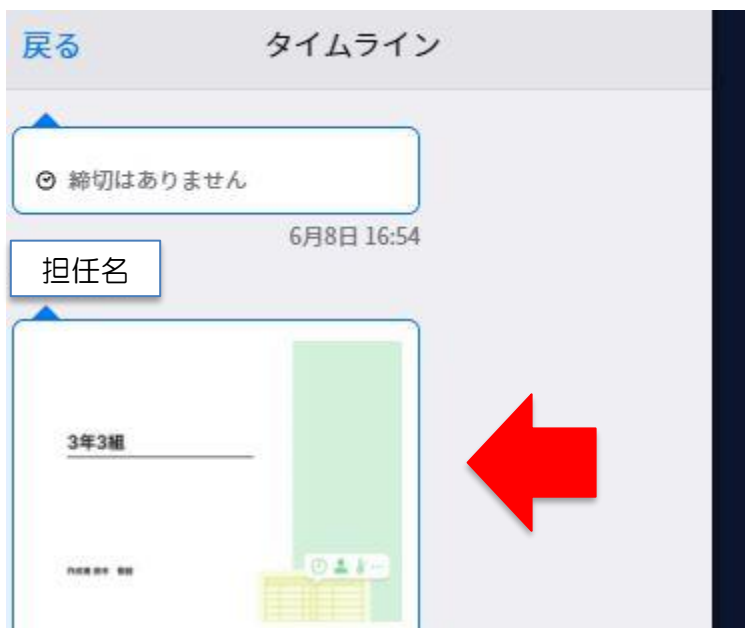 戻る
タイムライン
締切はありません
6月8日 16:54
担任名
3年3組